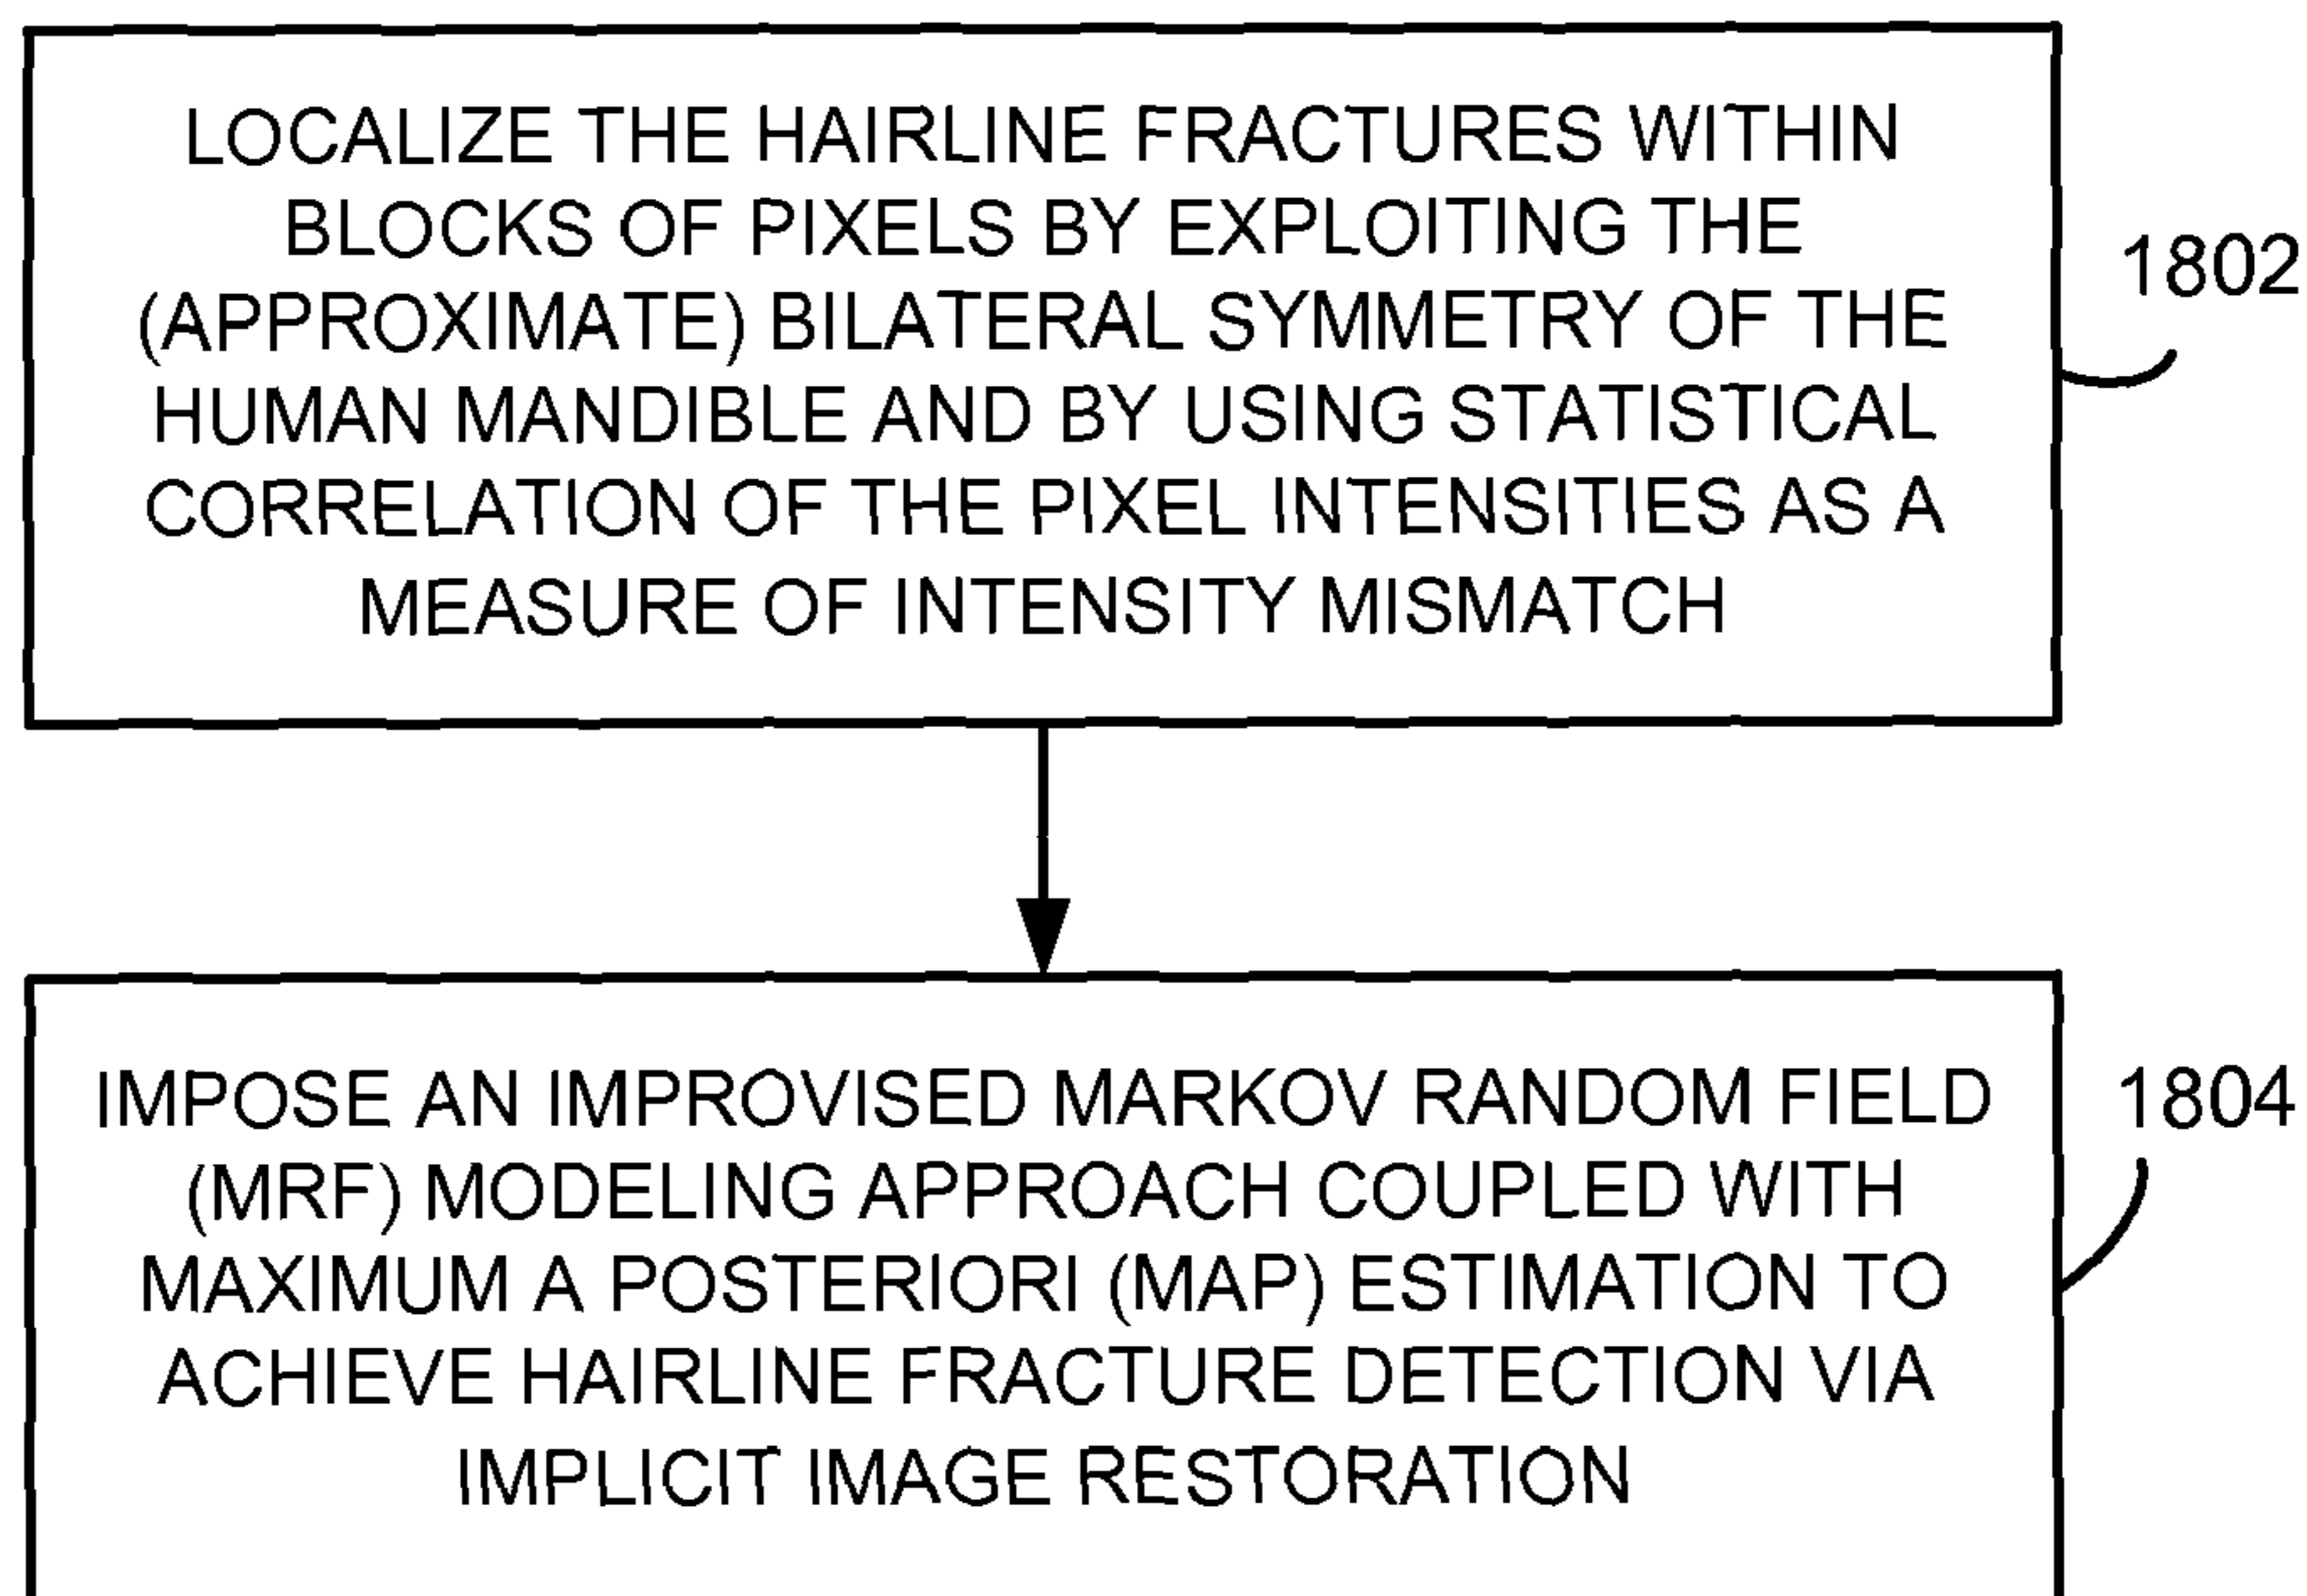 LOCALIZE THE HAIRLINE FRACTURES WITHIN
BLOCKS OF PIXELS BY EXPLOITING THE
(APPROXIMATE) BILATERAL SYMMETRY OF THE
HUMAN MANDIBLE AND BY USING STATISTICAL
CORRELATION OF THE PIXEL INTENSITIES AS A
MEASURE OF INTENSITY MISMATCH
1802
IMPOSE AN IMPROVISED MARKOV RANDOM FIELD
(MRF) MODELING APPROACH COUPLED WITH
MAXIMUM A POSTERIORI (MAP) ESTIMATION TO
ACHIEVE HAIRLINE FRACTURE DETECTION VIA
IMPLICIT IMAGE RESTORATION
1804